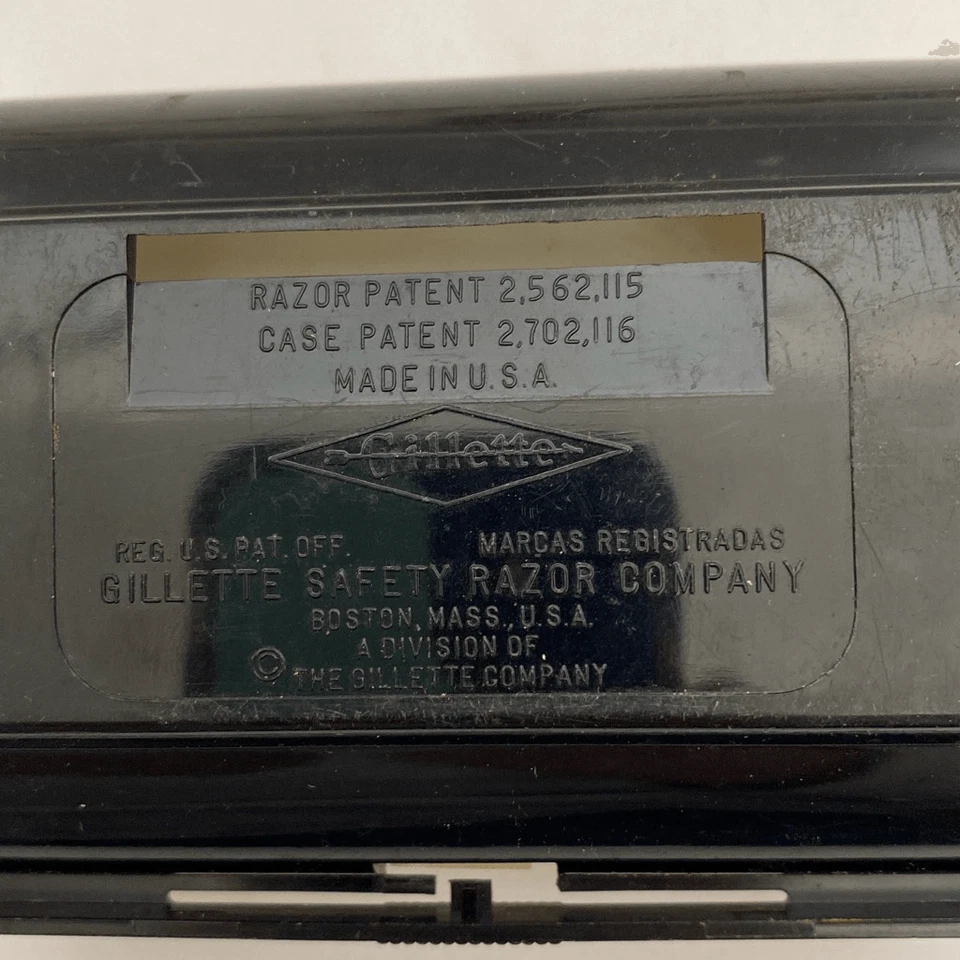 RAZOR PATENT 2,562,115
CASE PATENT 2,702,116
MADE IN U.S.A.
Gillette
REG. U.S. PAT. OFF. MARCAS REGISTRADAS
GILLETTE SAFETY RAZOR COMPANY
BOSTON, MASS., U.S.A.
A DIVISION OF
© THE GILLETTE COMPANY